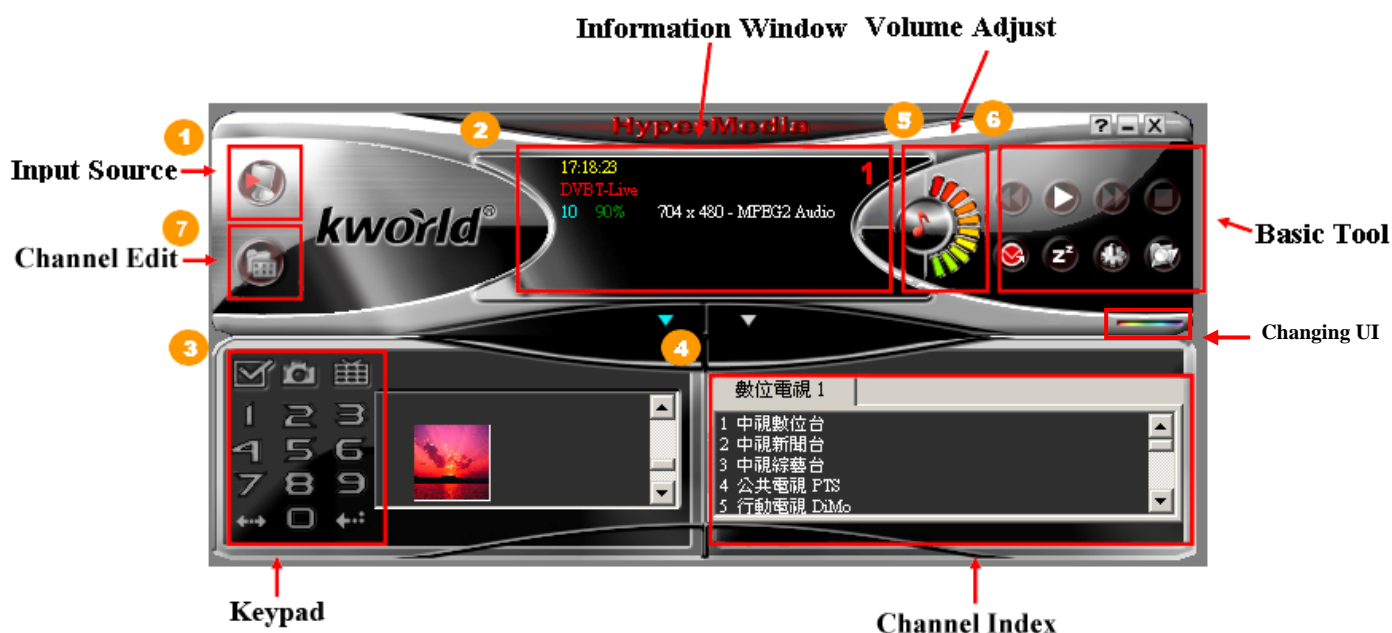 Information Window Volume Adjust
1
2
HyperMedia
5
6
? - X
Input Source
17:18:23
1
DVBT-Live
10 90% 704 x 480 - MPEG2 Audio
7
kworld®
zz
Basic Tool
Channel Edit
3
4
Changing UI
1 2 3
4 5 6
7 8 9
0
數位電視 1
1 中視數位台
2 中視新聞台
3 中視綜藝台
4 公共電視 PTS
5 行動電視 DiMo
Keypad
Channel Index